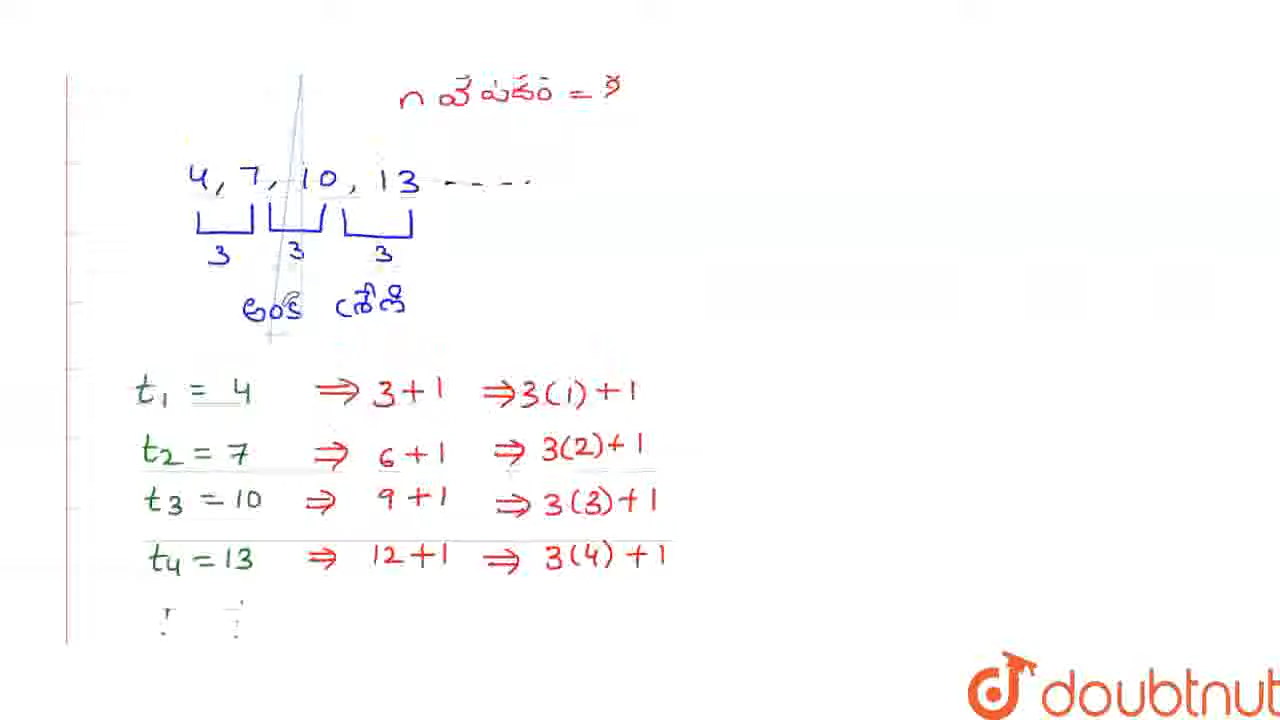 n వ పదం = ?
4, 7, 10, 13 -----
3 3 3
అంక శ్రేణి
t₁ = 4 ⇒ 3+1 ⇒ 3(1)+1
t₂ = 7 ⇒ 6+1 ⇒ 3(2)+1
t₃ = 10 ⇒ 9+1 ⇒ 3(3)+1
t₄ = 13 ⇒ 12+1 ⇒ 3(4)+1
doubtnut